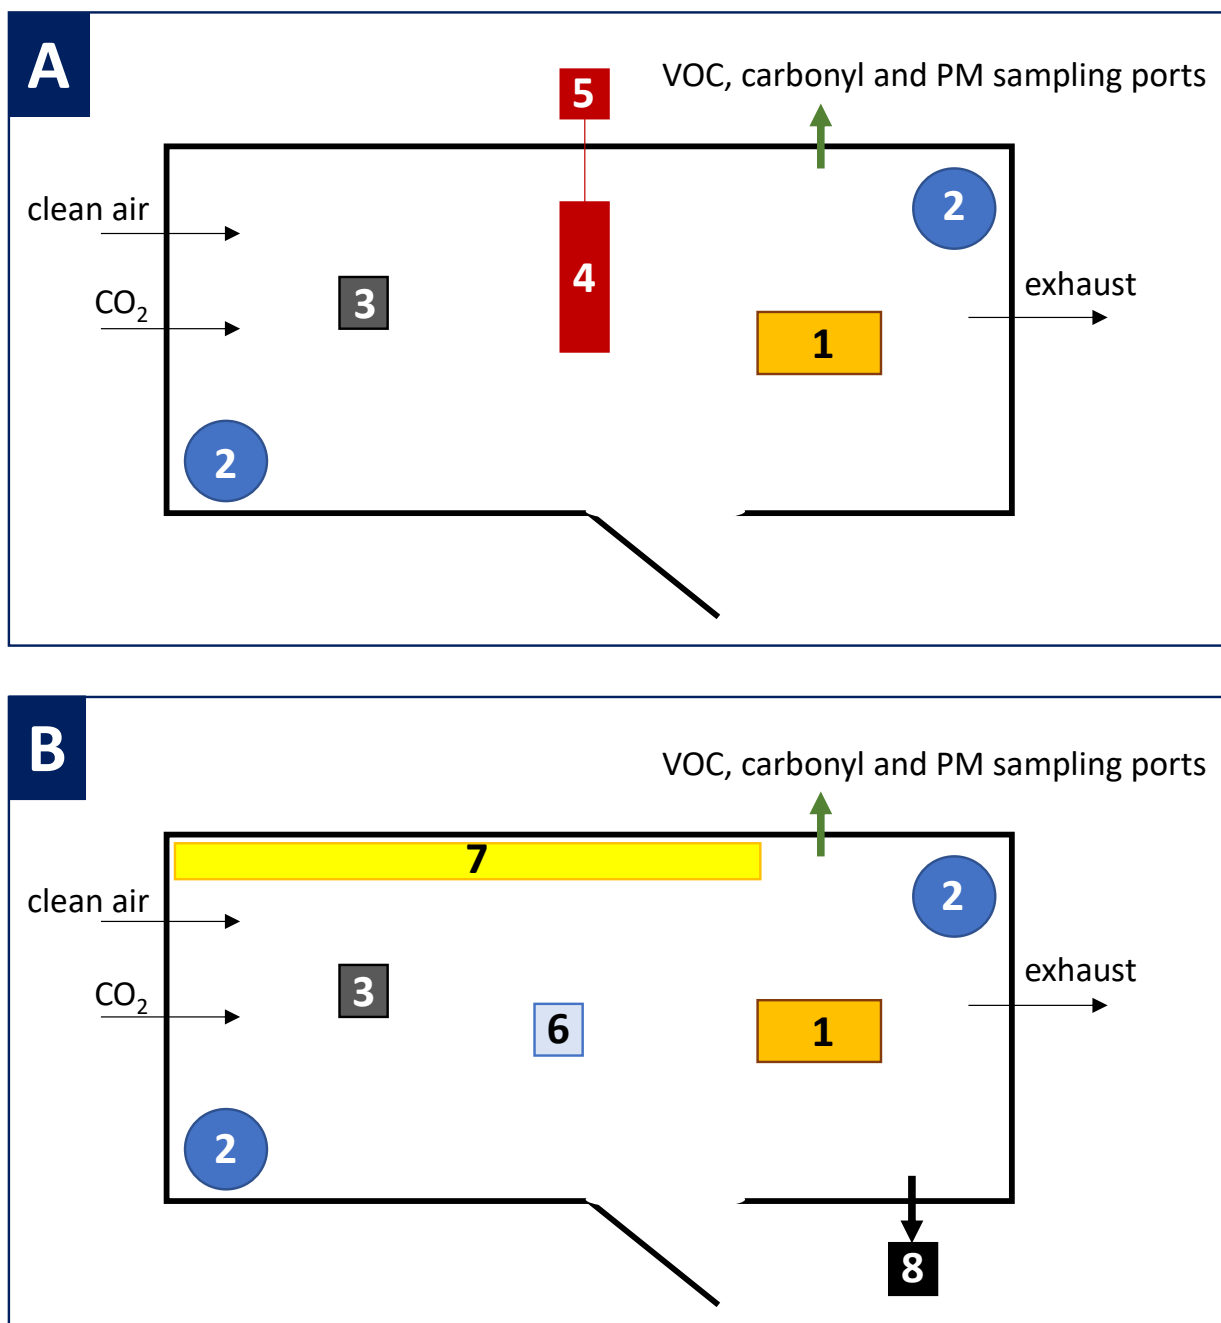 A
5
VOC, carbonyl and PM sampling ports
2
clean air
4
exhaust
CO₂
3
1
2
B
VOC, carbonyl and PM sampling ports
7
2
clean air
exhaust
CO₂
3
6
1
2
8